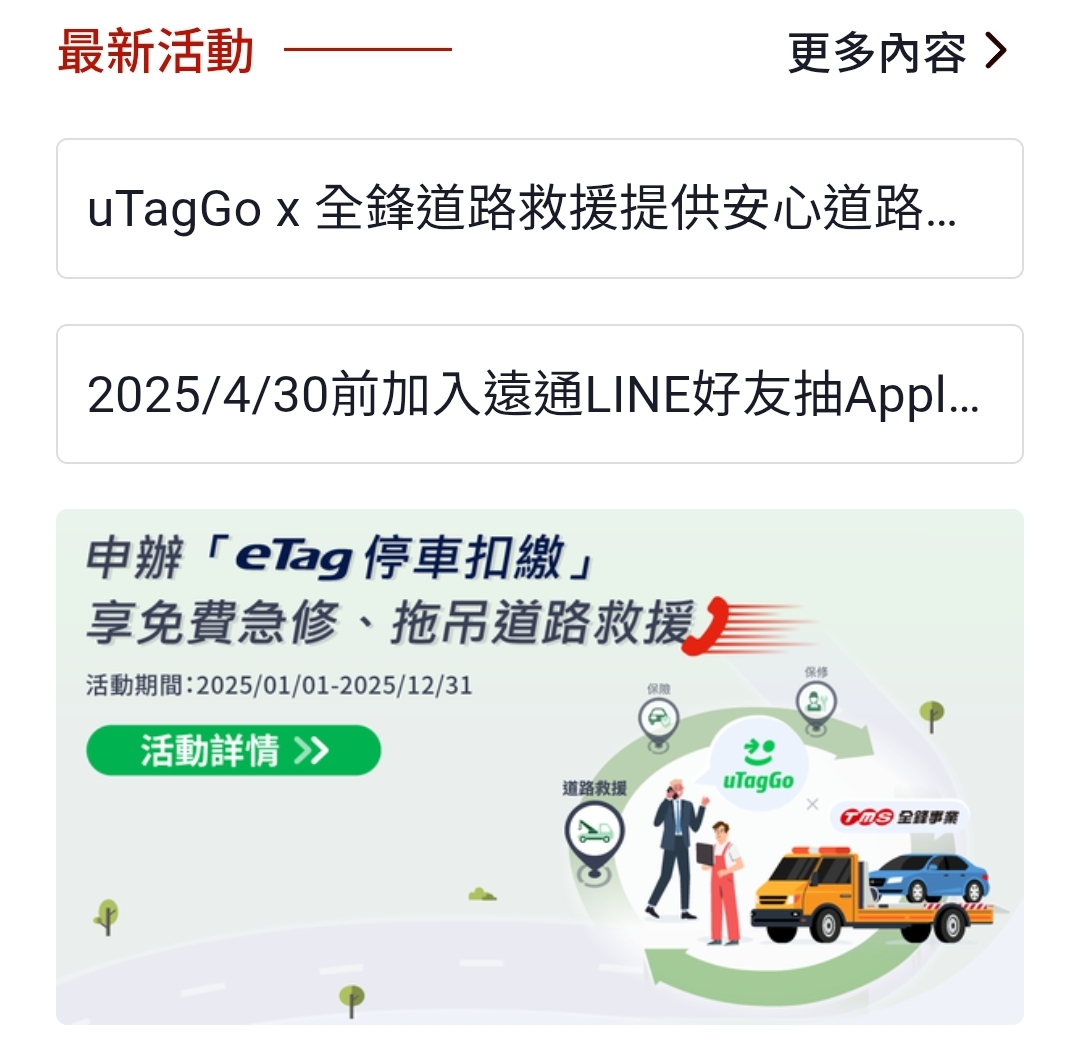 最新活動
更多內容
uTagGo x 全鋒道路救援提供安心道路...
2025/4/30前加入遠通LINE好友抽Appl...
申辦「eTag 停車扣繳」
享免費急修、拖吊道路救援
活動期間：2025/01/01-2025/12/31
活動詳情
保險
保修
道路救援
uTagGo
×
TMS 全鋒事業